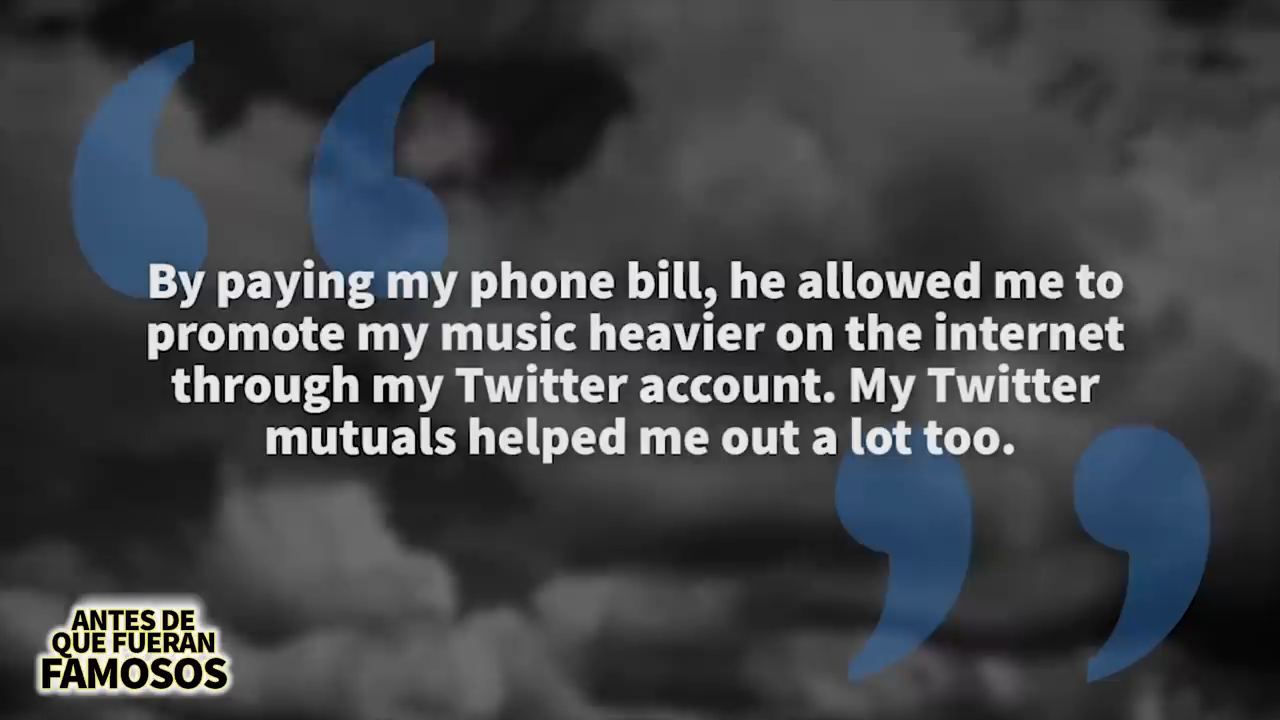 By paying my phone bill, he allowed me to
promote my music heavier on the internet
through my Twitter account. My Twitter
mutuals helped me out a lot too.
ANTES DE
QUE FUERAN
FAMOSOS